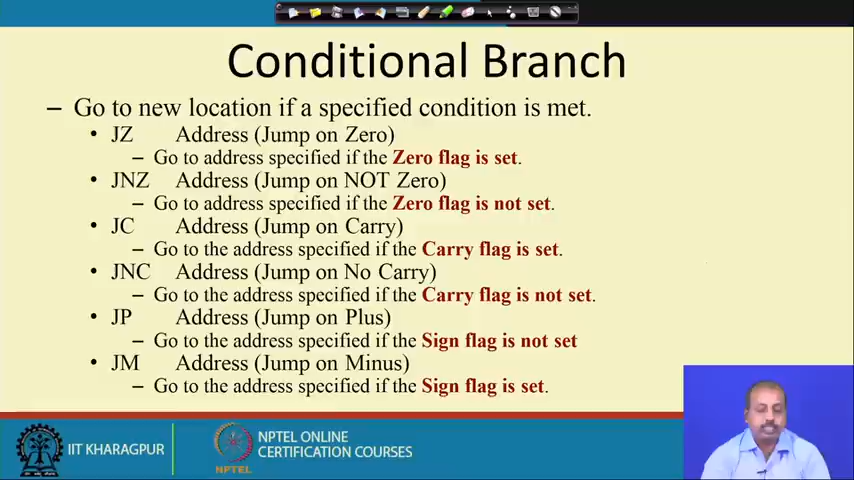 Conditional Branch
– Go to new location if a specified condition is met.
• JZ Address (Jump on Zero)
– Go to address specified if the Zero flag is set.
• JNZ Address (Jump on NOT Zero)
– Go to address specified if the Zero flag is not set.
• JC Address (Jump on Carry)
– Go to the address specified if the Carry flag is set.
• JNC Address (Jump on No Carry)
– Go to the address specified if the Carry flag is not set.
• JP Address (Jump on Plus)
– Go to the address specified if the Sign flag is not set
• JM Address (Jump on Minus)
– Go to the address specified if the Sign flag is set.
IIT KHARAGPUR
NPTEL
NPTEL ONLINE
CERTIFICATION COURSES